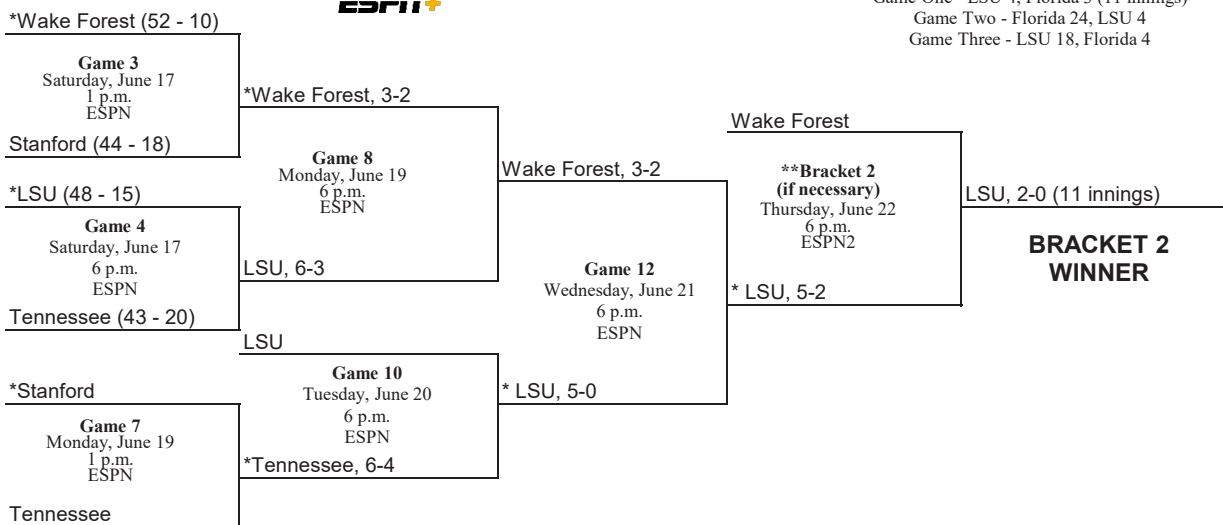 ESPN+
*Wake Forest (52 - 10)
Game 3
Saturday, June 17
1 p.m.
ESPN
Stanford (44 - 18)
*LSU (48 - 15)
Game 4
Saturday, June 17
6 p.m.
ESPN
Tennessee (43 - 20)
*Stanford
Game 7
Monday, June 19
1 p.m.
ESPN
Tennessee
*Wake Forest, 3-2
Game 8
Monday, June 19
6 p.m.
ESPN
LSU, 6-3
LSU
Game 10
Tuesday, June 20
6 p.m.
ESPN
*Tennessee, 6-4
Wake Forest, 3-2
Game 12
Wednesday, June 21
6 p.m.
ESPN
* LSU, 5-0
Game Two - Florida 24, LSU 4
Game Three - LSU 18, Florida 4
Wake Forest
**Bracket 2
(if necessary)
Thursday, June 22
6 p.m.
ESPN2
* LSU, 5-2
LSU, 2-0 (11 innings)
BRACKET 2
WINNER